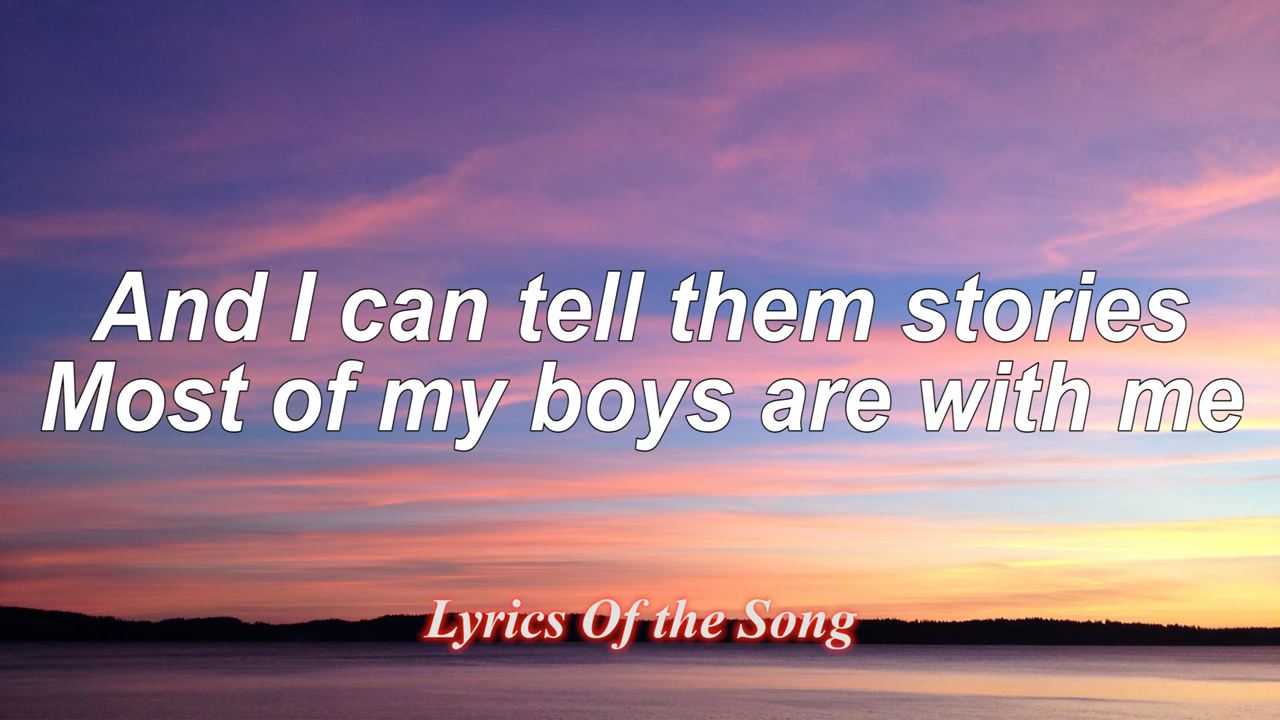 And I can tell them stories
Most of my boys are with me
Lyrics Of the Song